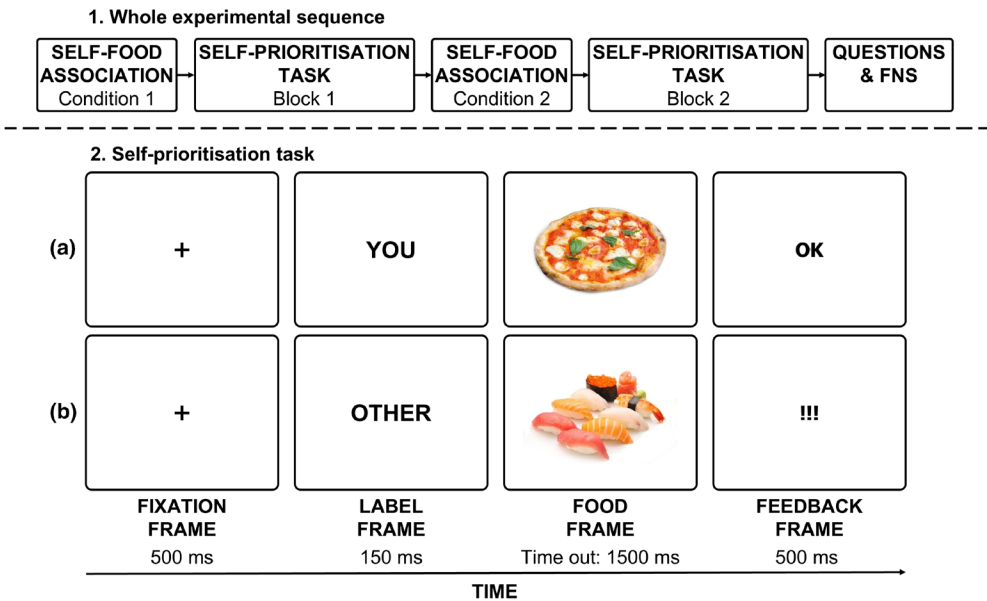 1. Whole experimental sequence
SELF-FOOD
ASSOCIATION
Condition 1
SELF-PRIORITISATION
TASK
Block 1
SELF-FOOD
ASSOCIATION
Condition 2
SELF-PRIORITISATION
TASK
Block 2
QUESTIONS
& FNS
2. Self-prioritisation task
(a)
+
YOU
OK
(b)
+
OTHER
!!!
FIXATION
FRAME
500 ms
LABEL
FRAME
150 ms
FOOD
FRAME
Time out: 1500 ms
FEEDBACK
FRAME
500 ms
TIME